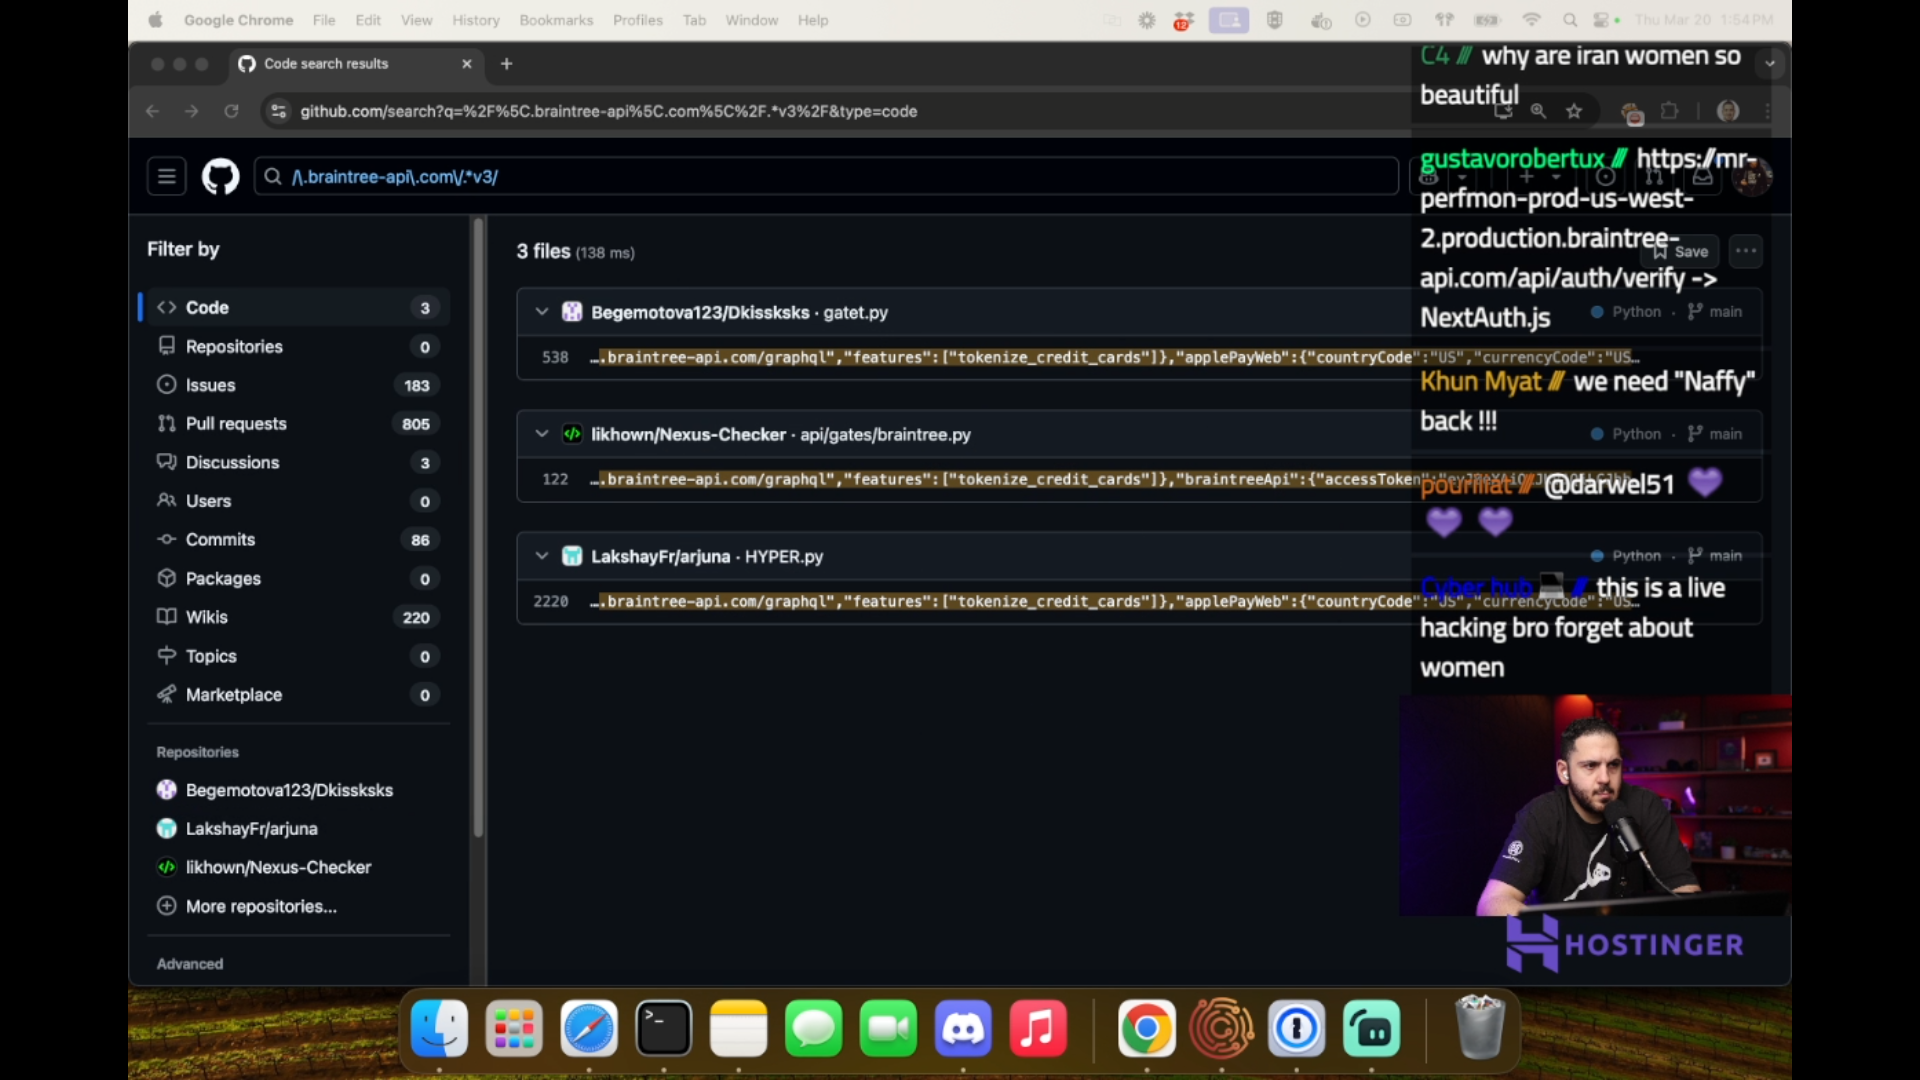 Google Chrome File Edit View History Bookmarks Profiles Tab Window Help
12
Thu Mar 20 1:54 PM
Code search results
github.com/search?q=%2F%5C.braintree-api%5C.com%5C%2F.*v3%2F&type=code
/\.braintree-api\.com\/.*v3/
Filter by
Code 3
Repositories 0
Issues 183
Pull requests 805
Discussions 3
Users 0
Commits 86
Packages 0
Wikis 220
Topics 0
Marketplace 0
Repositories
Begemotova123/Dkissksks
LakshayFr/arjuna
likhown/Nexus-Checker
More repositories...
Advanced
3 files (138 ms)
Save
Begemotova123/Dkissksks · gatet.py
Python · main
538 ….braintree-api.com/graphql","features":["tokenize_credit_cards"]},"applePayWeb":{"countryCode":"US","currencyCode":"US…
likhown/Nexus-Checker · api/gates/braintree.py
Python · main
122 ….braintree-api.com/graphql","features":["tokenize_credit_cards"]},"braintreeApi":{"accessToken
LakshayFr/arjuna · HYPER.py
Python · main
2220 ….braintree-api.com/graphql","features":["tokenize_credit_cards"]},"applePayWeb":{"countryCode":"US","currencyCode":"US…
C4 /// why are iran women so
beautiful
gustavorobertux /// https://mr-
perfmon-prod-us-west-
2.production.braintree-
api.com/api/auth/verify ->
NextAuth.js
Khun Myat /// we need "Naffy"
back !!!
pouriiiat /// @darwel51 💜
💜 💜
Cyber hub 💻 /// this is a live
hacking bro forget about
women
HOSTINGER